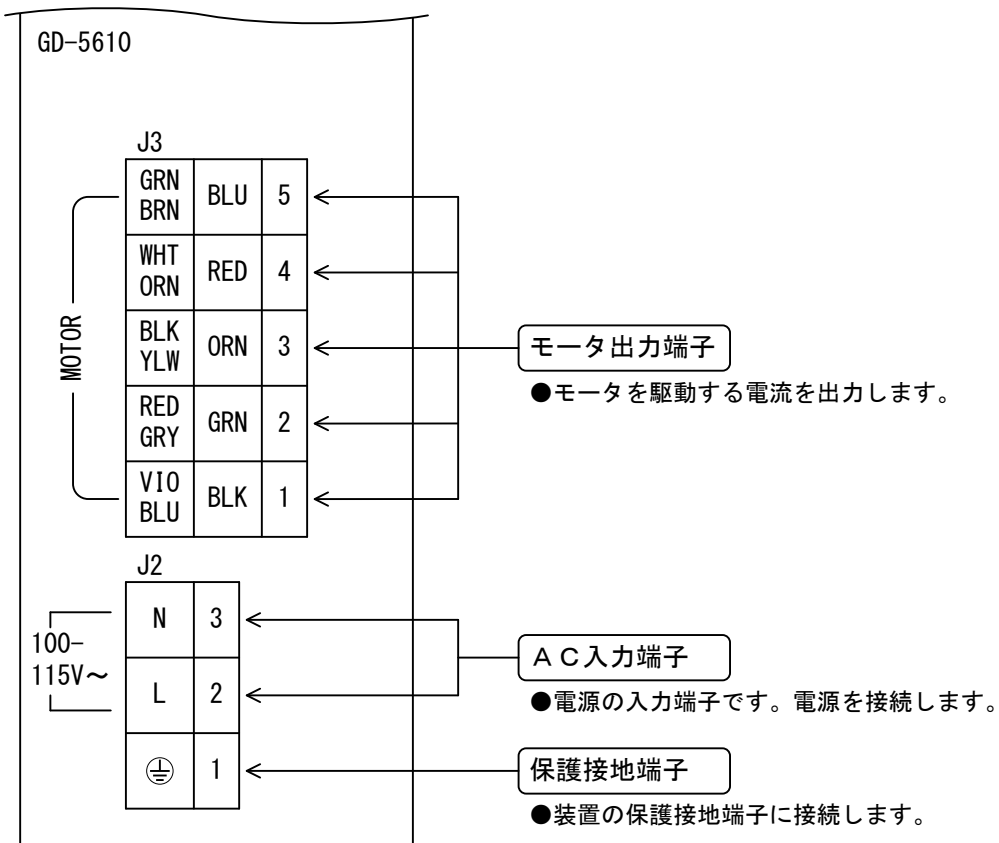 GD-5610
J3
GRN BRN BLU 5
WHT ORN RED 4
BLK YLW ORN 3
RED GRY GRN 2
VIO BLU BLK 1
MOTOR
モータ出力端子
●モータを駆動する電流を出力します。
J2
N 3
L 2
1
100-
115V～
ＡＣ入力端子
●電源の入力端子です。電源を接続します。
保護接地端子
●装置の保護接地端子に接続します。